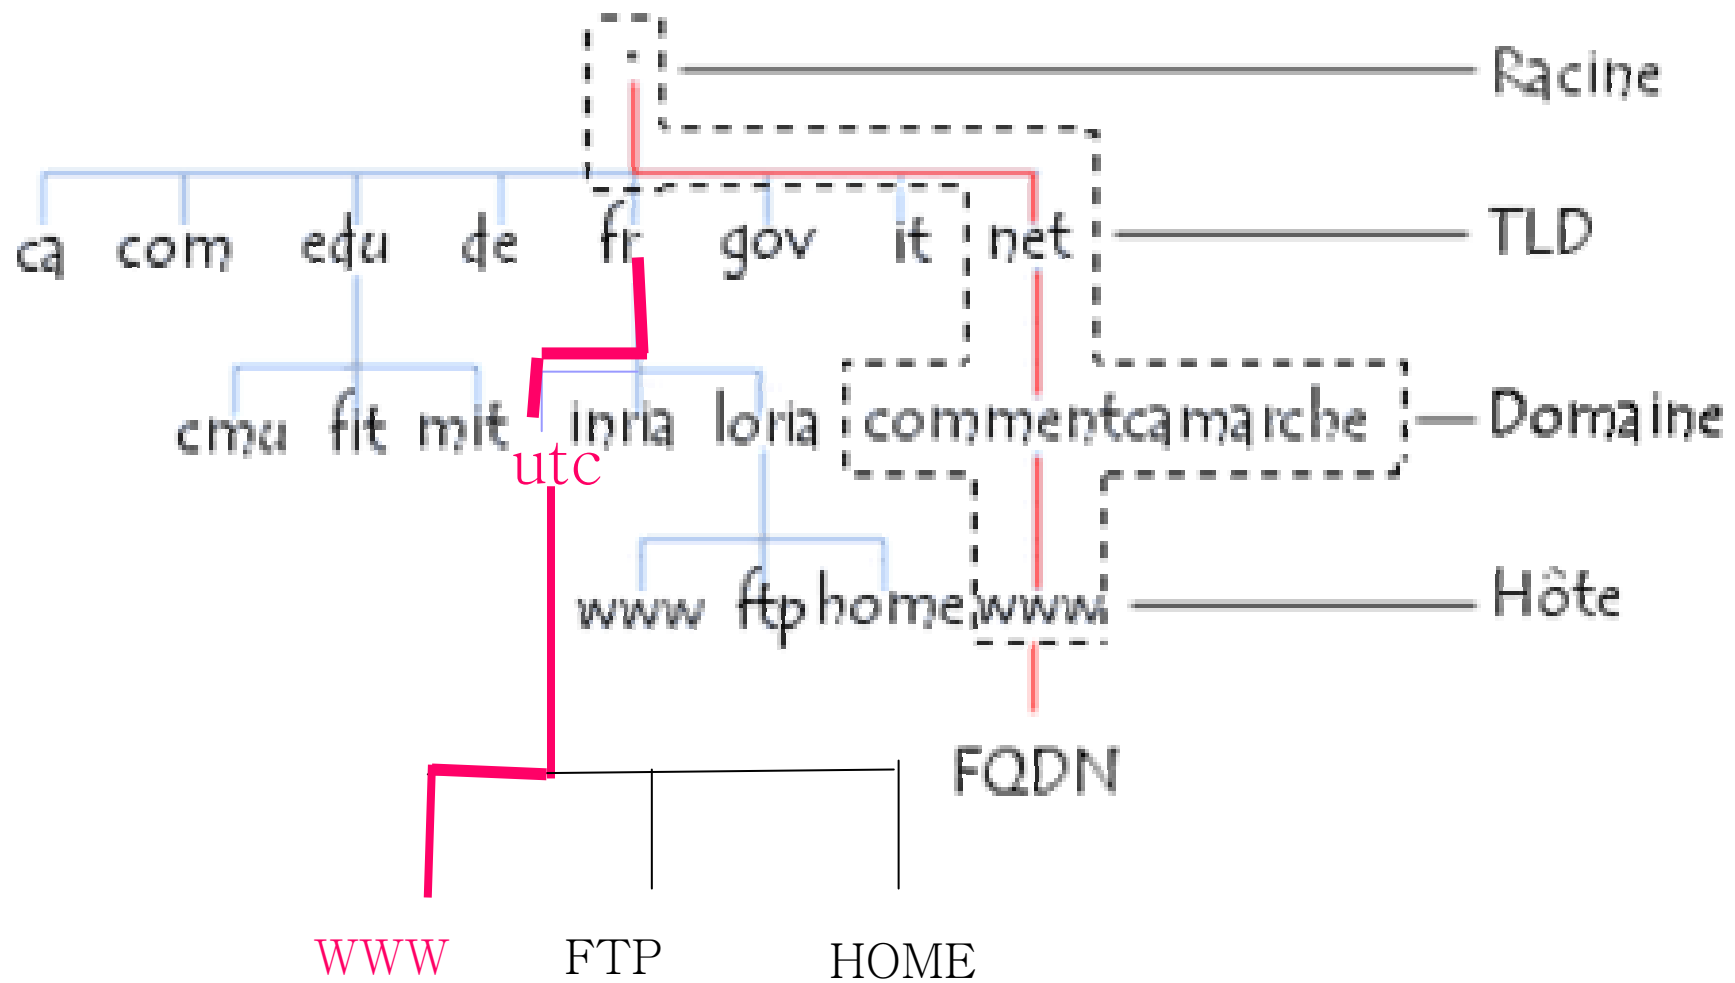 . Racine
ca com edu de fr gov it net TLD
cmu fit mit utc inria loria commentcamarche Domaine
www ftp home www Hôte
FQDN
WWW FTP HOME